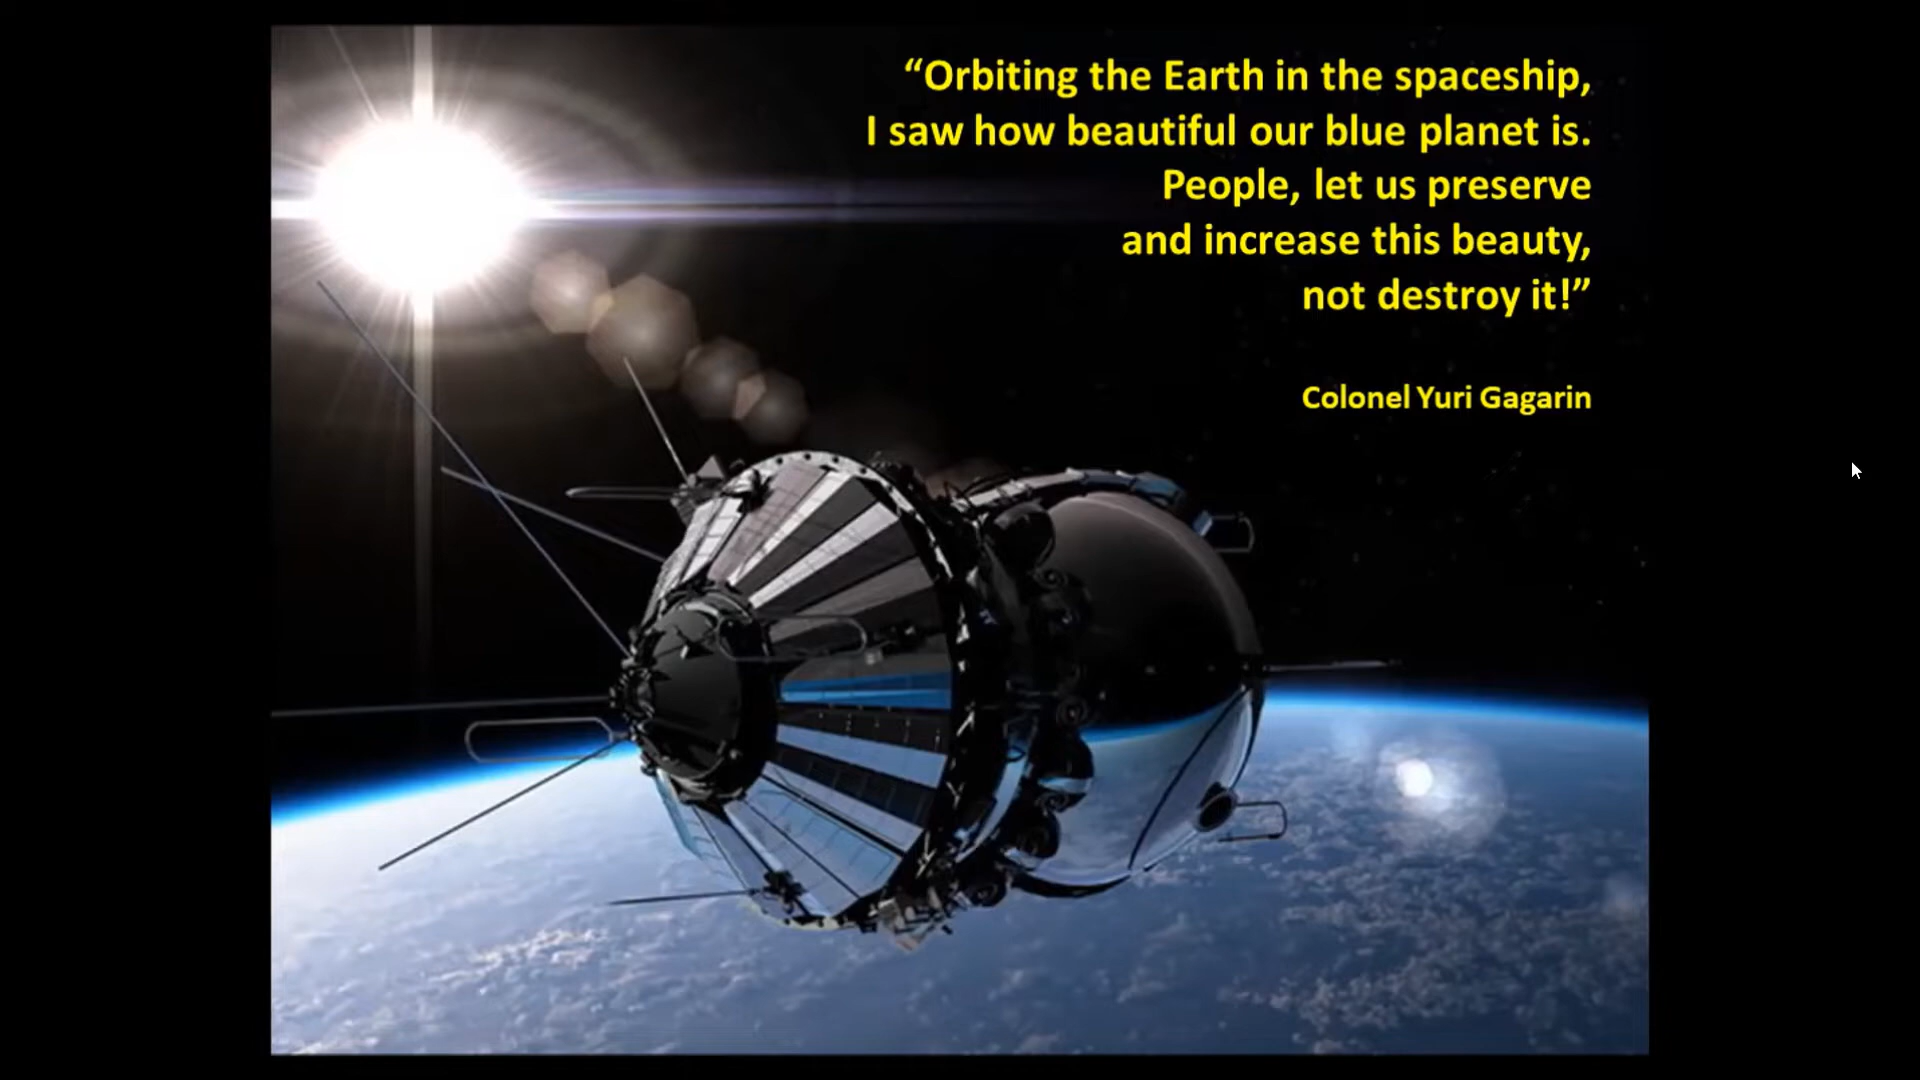 “Orbiting the Earth in the spaceship,
I saw how beautiful our blue planet is.
People, let us preserve
and increase this beauty,
not destroy it!”
Colonel Yuri Gagarin